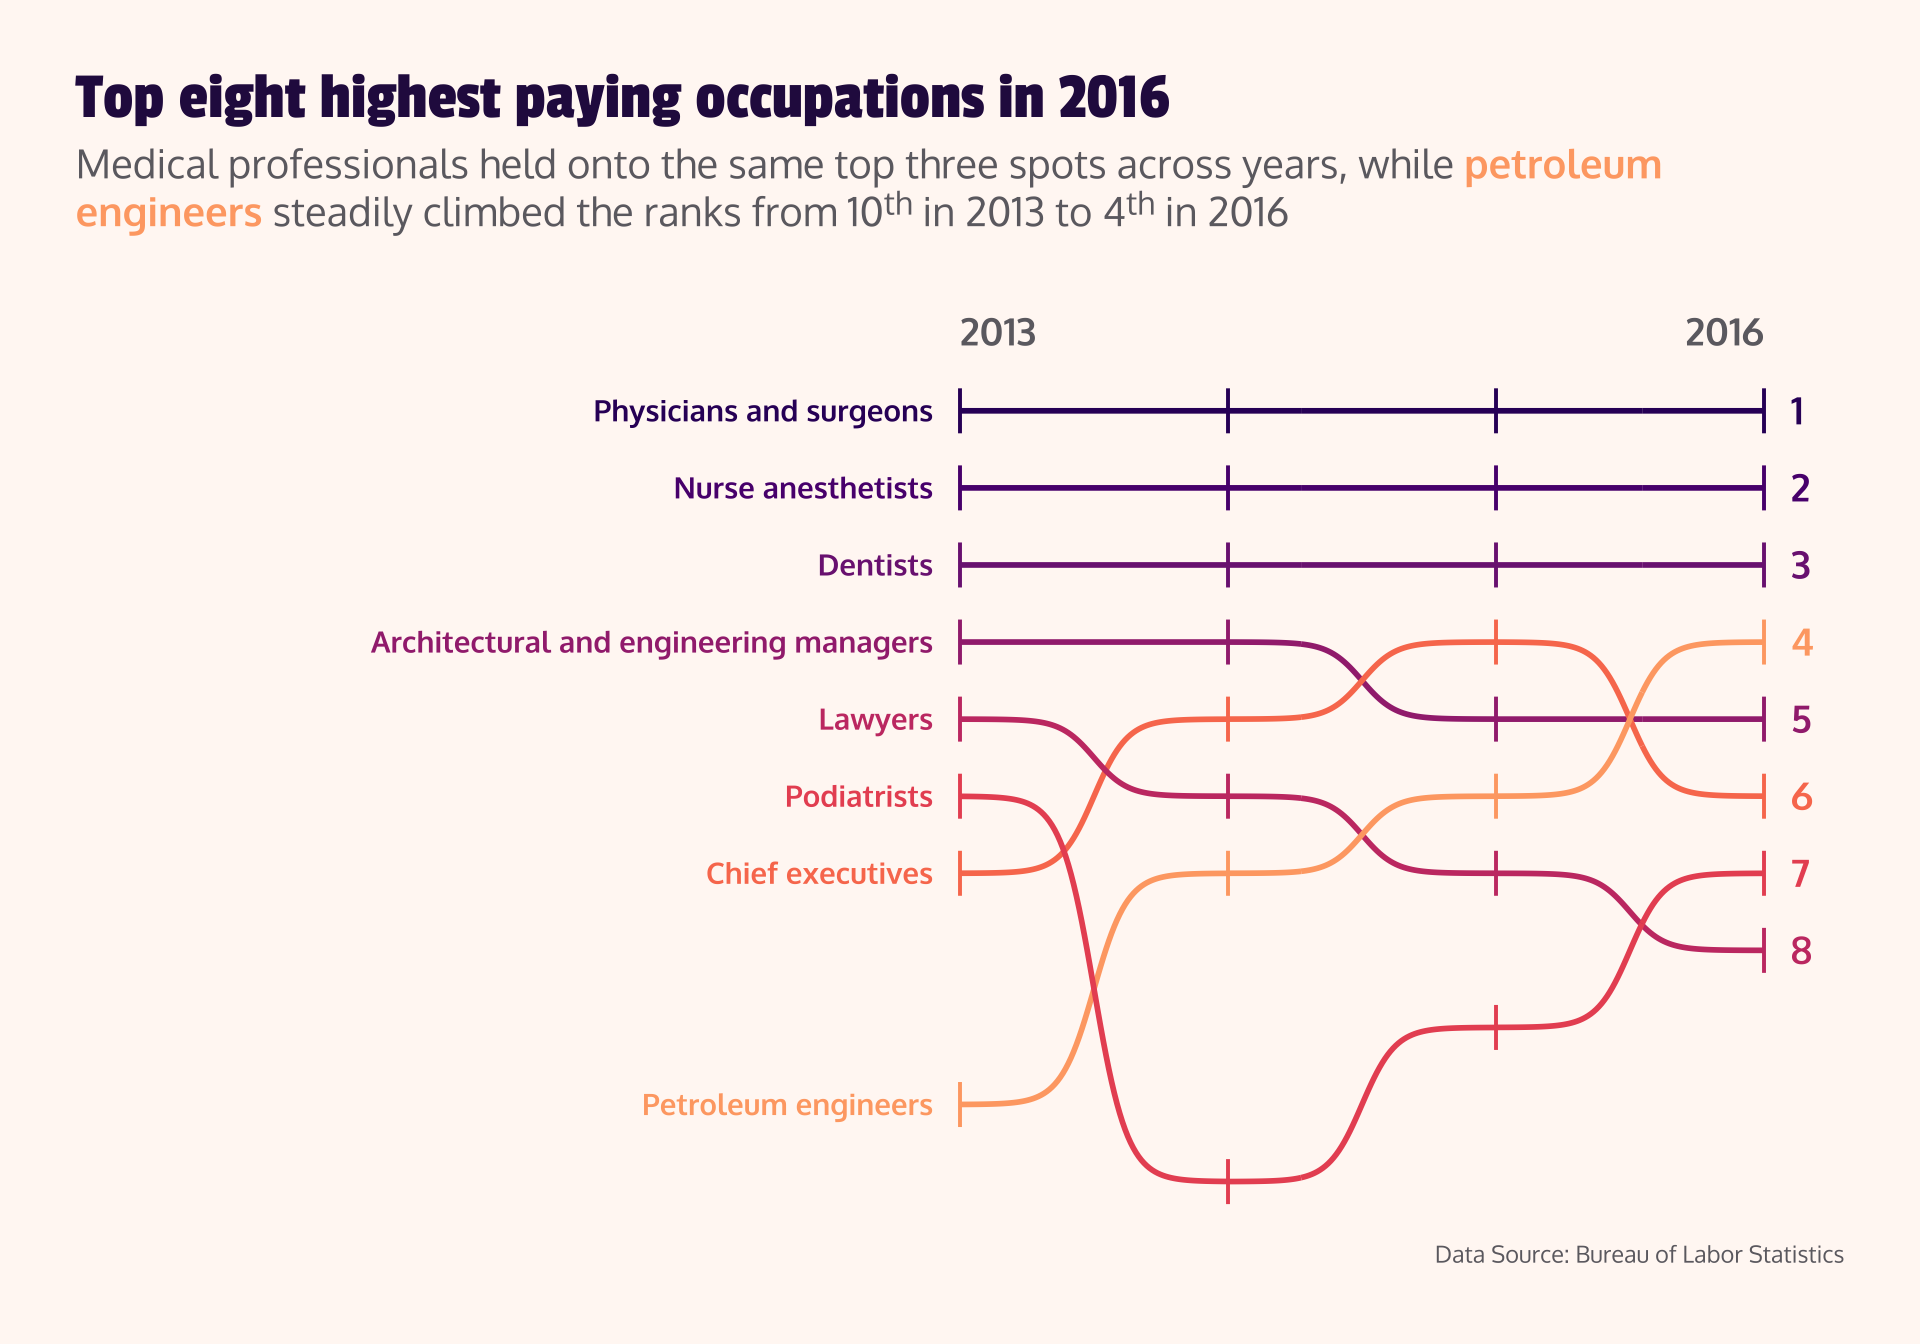 Top eight highest paying occupations in 2016
Medical professionals held onto the same top three spots across years, while petroleum
engineers steadily climbed the ranks from 10th in 2013 to 4th in 2016
2013 2016
Physicians and surgeons 1
Nurse anesthetists 2
Dentists 3
Architectural and engineering managers 4
Lawyers 5
Podiatrists 6
Chief executives 7
8
Petroleum engineers
Data Source: Bureau of Labor Statistics